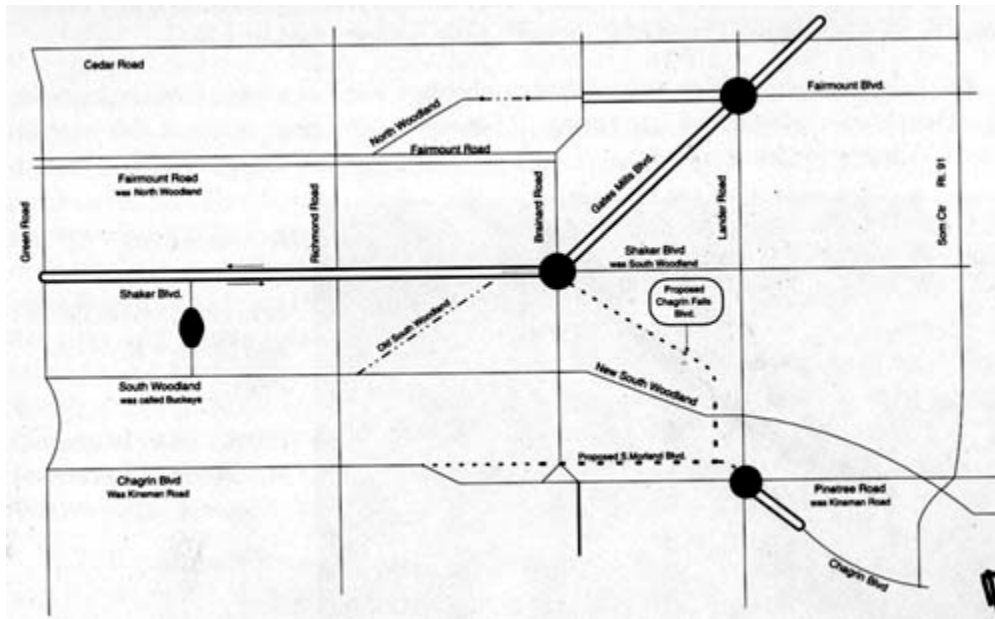 Cedar Road
Fairmount Blvd.
North Woodland
Fairmount Road
Fairmount Road
was North Woodland
Green Road
Richmond Road
Brainard Road
Gates Mills Blvd.
Lander Road
Som Ctr Rt. 91
Shaker Blvd
was South Woodland
Proposed
Chagrin Falls
Blvd.
Shaker Blvd.
Old South Woodland
South Woodland
was called Buckeye
New South Woodland
Proposed S.Morland Blvd.
Chagrin Blvd
Was Kinsman Road
Pinetree Road
was Kinsman Road
Chagrin Blvd